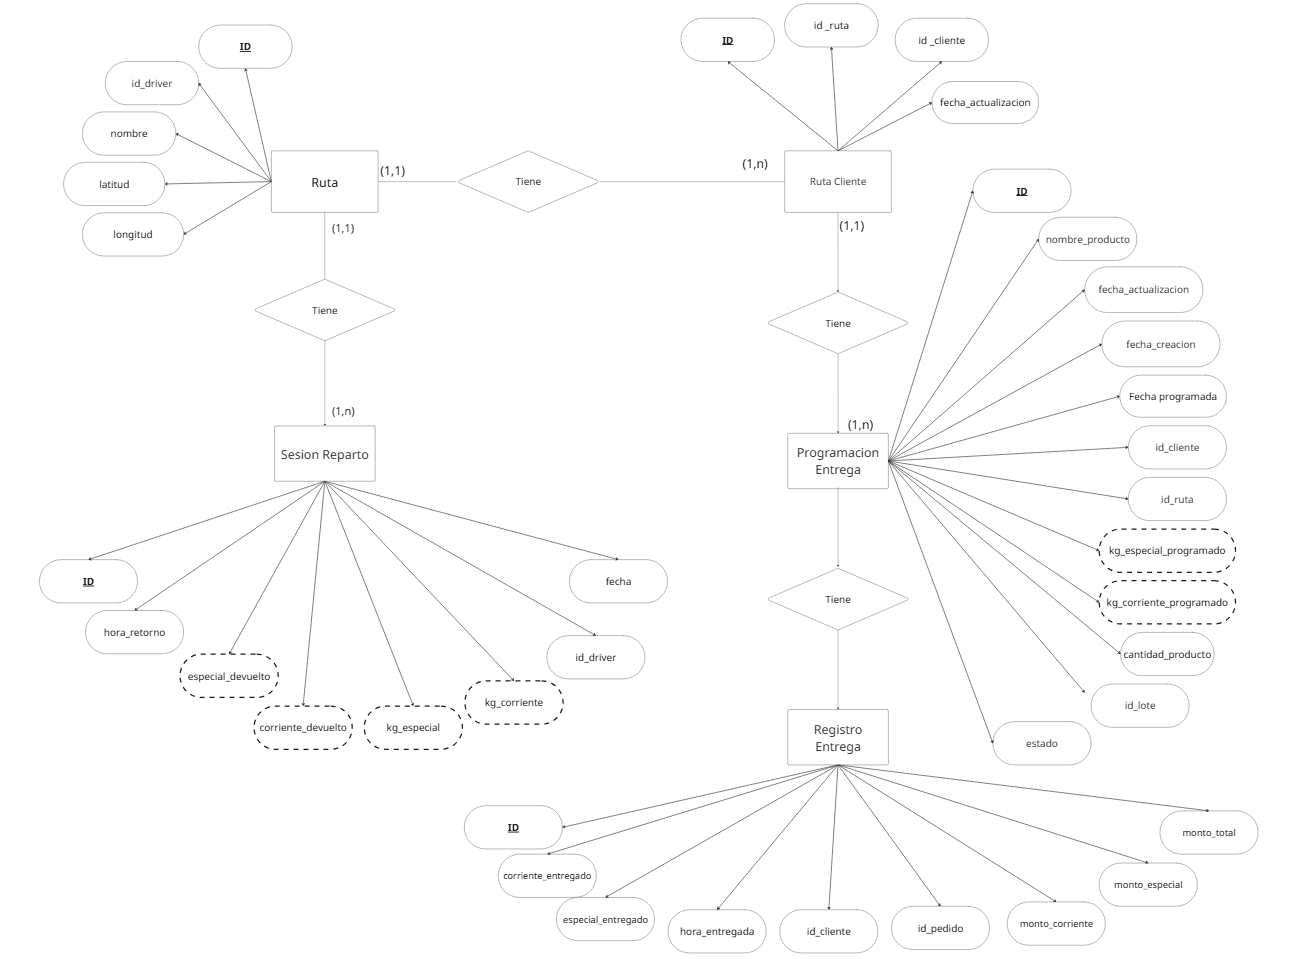 ID
id_driver
nombre
latitud
longitud
Ruta
(1,1)
Tiene
(1,n)
ID
id _ruta
id _cliente
fecha_actualizacion
Ruta Cliente
(1,1)
(1,1)
Tiene
Tiene
(1,n)
Sesion Reparto
(1,n)
Programacion
Entrega
ID
nombre_producto
fecha_actualizacion
fecha_creacion
Fecha programada
id_cliente
id_ruta
kg_especial_programado
kg_corriente_programado
cantidad_producto
id_lote
estado
ID
hora_retorno
especial_devuelto
corriente_devuelto
kg_especial
kg_corriente
id_driver
fecha
Tiene
Registro
Entrega
ID
corriente_entregado
especial_entregado
hora_entregada
id_cliente
id_pedido
monto_corriente
monto_especial
monto_total